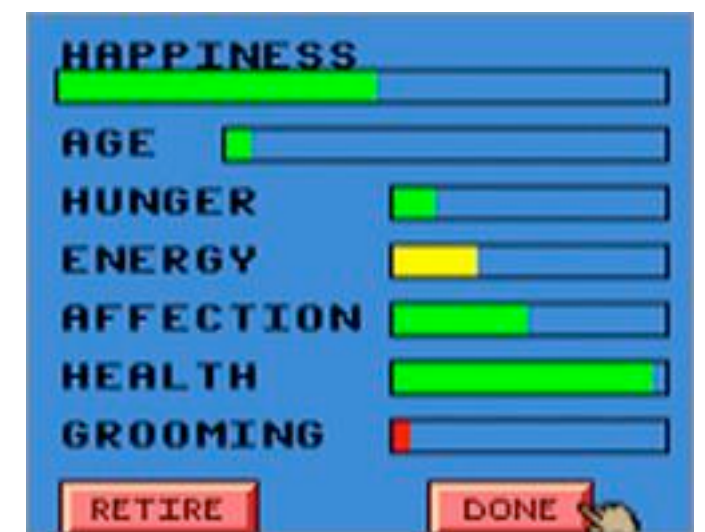 HAPPINESS
AGE
HUNGER
ENERGY
AFFECTION
HEALTH
GROOMING
RETIRE DONE